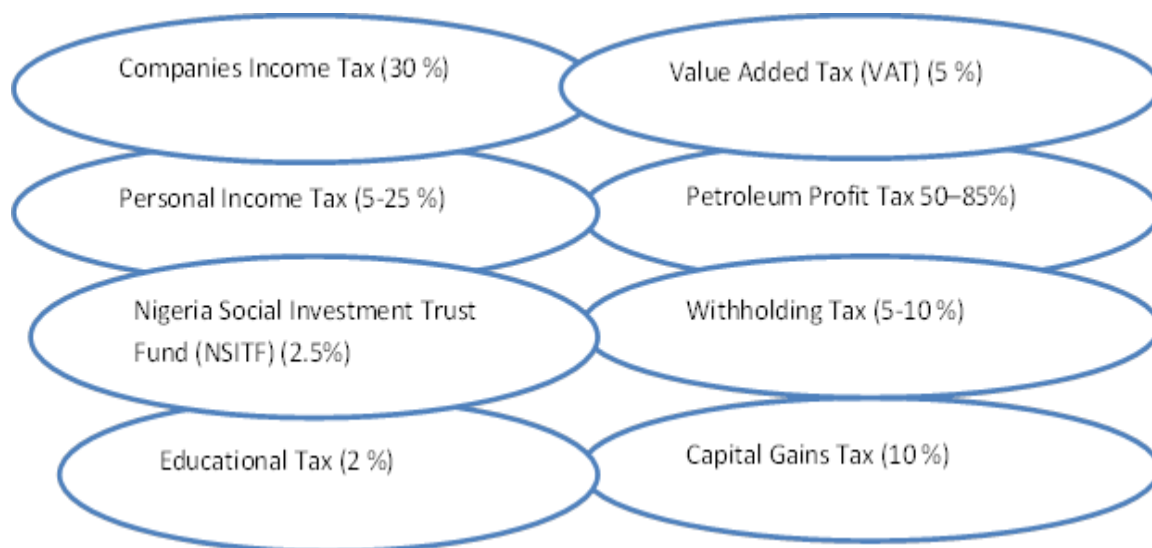 Companies Income Tax (30 %)
Value Added Tax (VAT) (5 %)
Personal Income Tax (5-25 %)
Petroleum Profit Tax 50–85%)
Nigeria Social Investment Trust
Fund (NSITF) (2.5%)
Withholding Tax (5-10 %)
Educational Tax (2 %)
Capital Gains Tax (10 %)